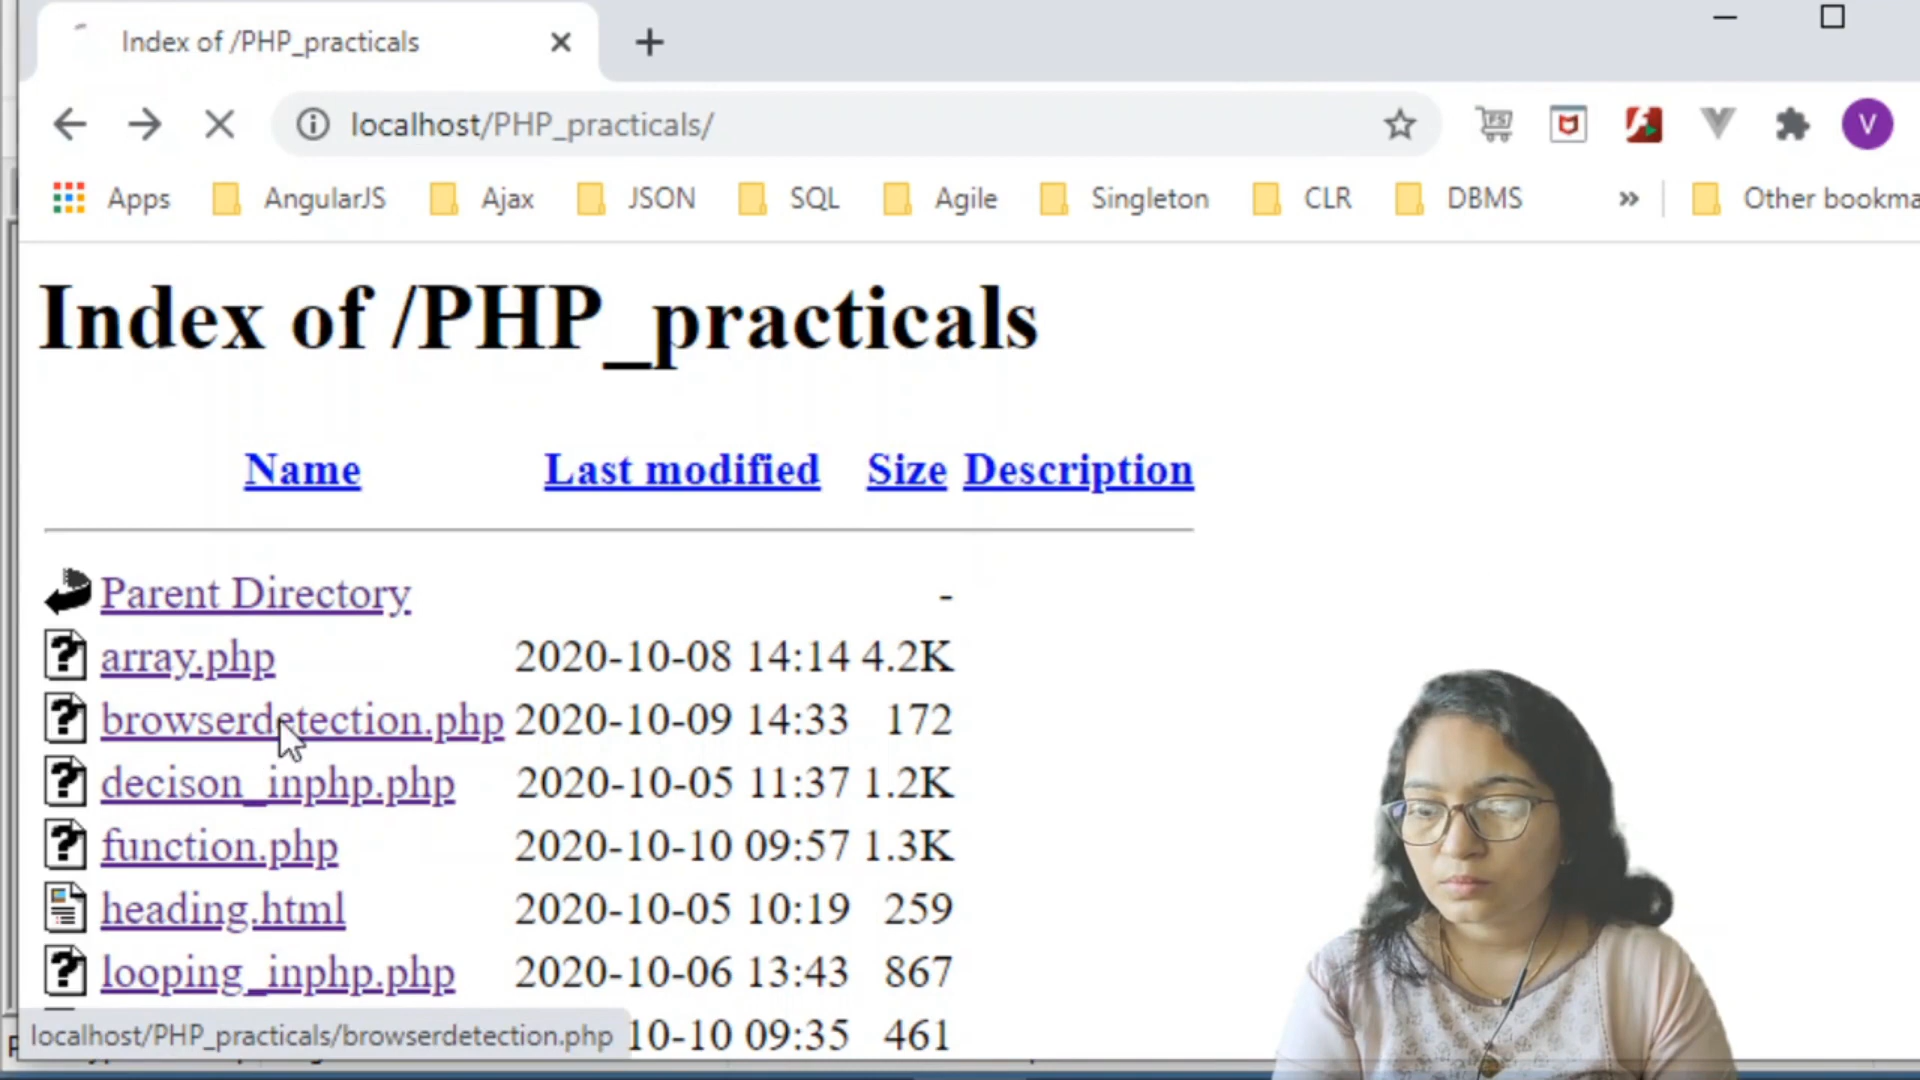 Index of /PHP_practicals
localhost/PHP_practicals/
FS
V
Apps AngularJS Ajax JSON SQL Agile Singleton CLR DBMS » Other bookma
Index of /PHP_practicals
Name Last modified Size Description
Parent Directory -
array.php 2020-10-08 14:14 4.2K
browserdetection.php 2020-10-09 14:33 172
decison_inphp.php 2020-10-05 11:37 1.2K
function.php 2020-10-10 09:57 1.3K
heading.html 2020-10-05 10:19 259
looping_inphp.php 2020-10-06 13:43 867
localhost/PHP_practicals/browserdetection.php 10-10 09:35 461